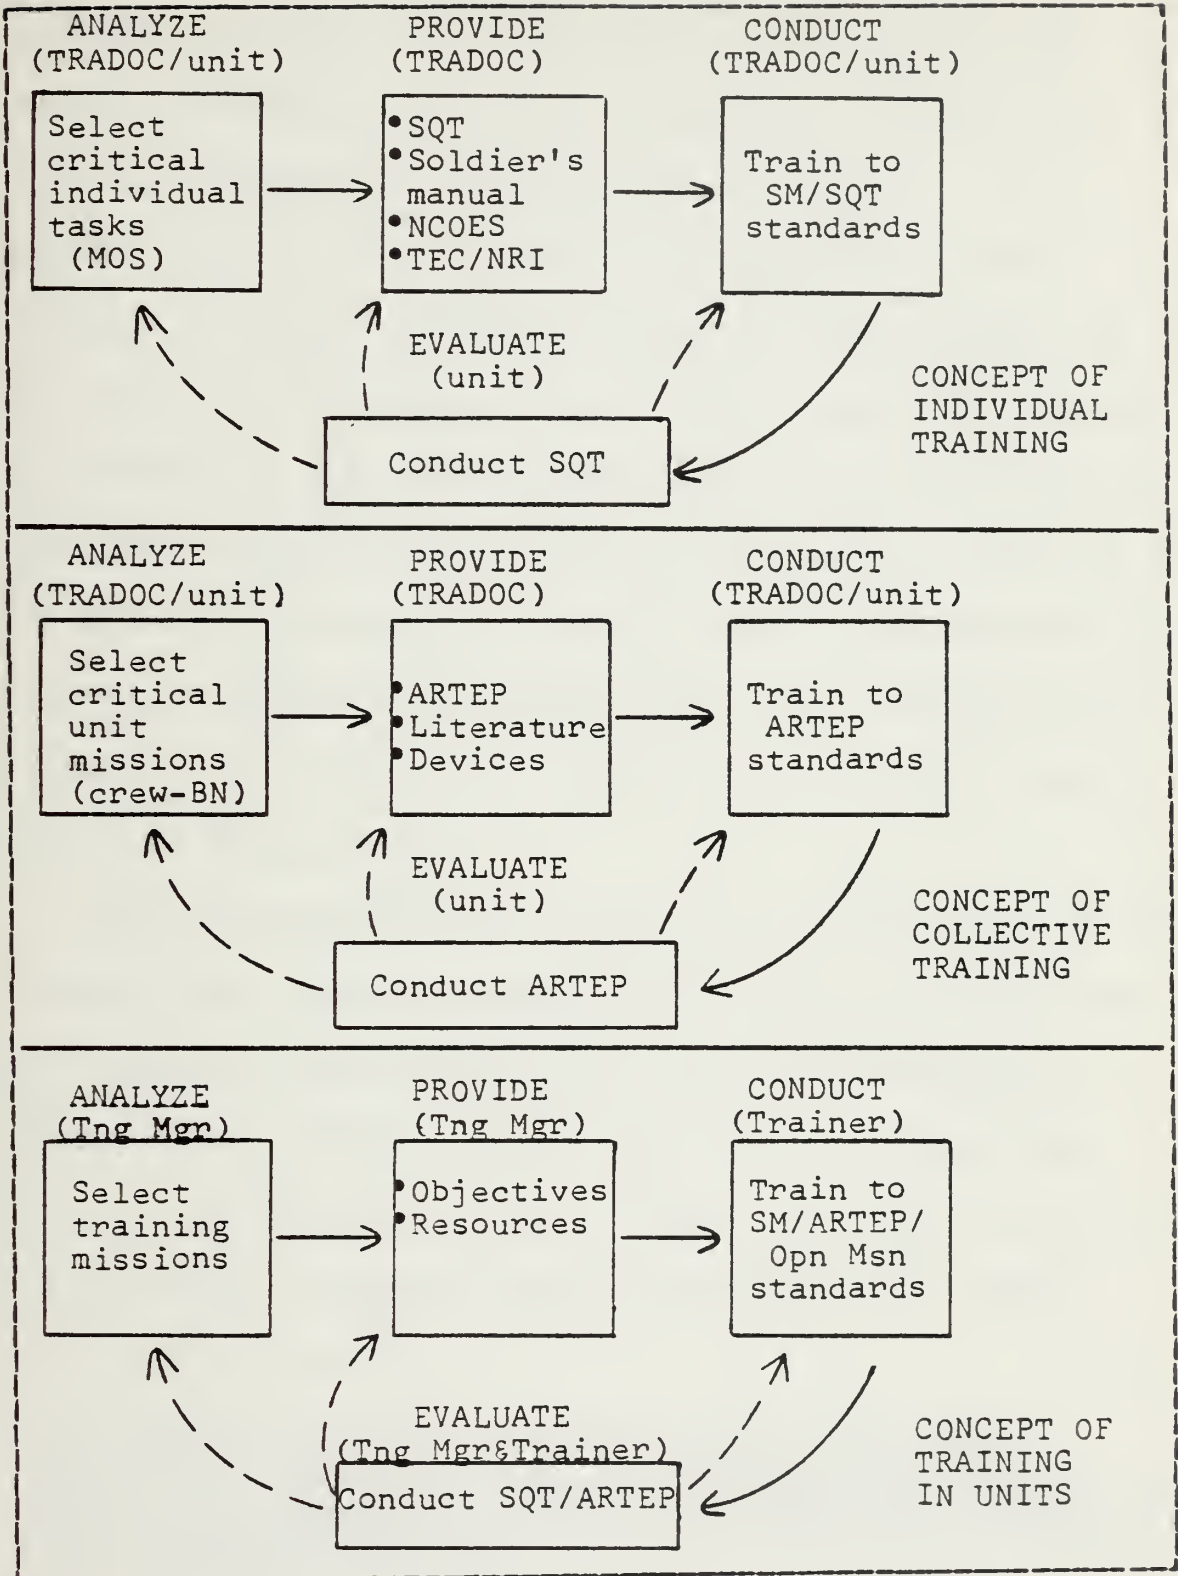 ANALYZE
(TRADOC/unit)
PROVIDE
(TRADOC)
CONDUCT
(TRADOC/unit)
Select
critical
individual
tasks
(MOS)
•SQT
•Soldier's
manual
•NCOES
•TEC/NRI
Train to
SM/SQT
standards
EVALUATE
(unit)
Conduct SQT
CONCEPT OF
INDIVIDUAL
TRAINING
ANALYZE
(TRADOC/unit)
PROVIDE
(TRADOC)
CONDUCT
(TRADOC/unit)
Select
critical
unit
missions
(crew-BN)
•ARTEP
•Literature
•Devices
Train to
ARTEP
standards
EVALUATE
(unit)
Conduct ARTEP
CONCEPT OF
COLLECTIVE
TRAINING
ANALYZE
(Tng Mgr)
PROVIDE
(Tng Mgr)
CONDUCT
(Trainer)
Select
training
missions
•Objectives
•Resources
Train to
SM/ARTEP/
Opn Msn
standards
EVALUATE
(Tng Mgr&Trainer)
Conduct SQT/ARTEP
CONCEPT OF
TRAINING
IN UNITS